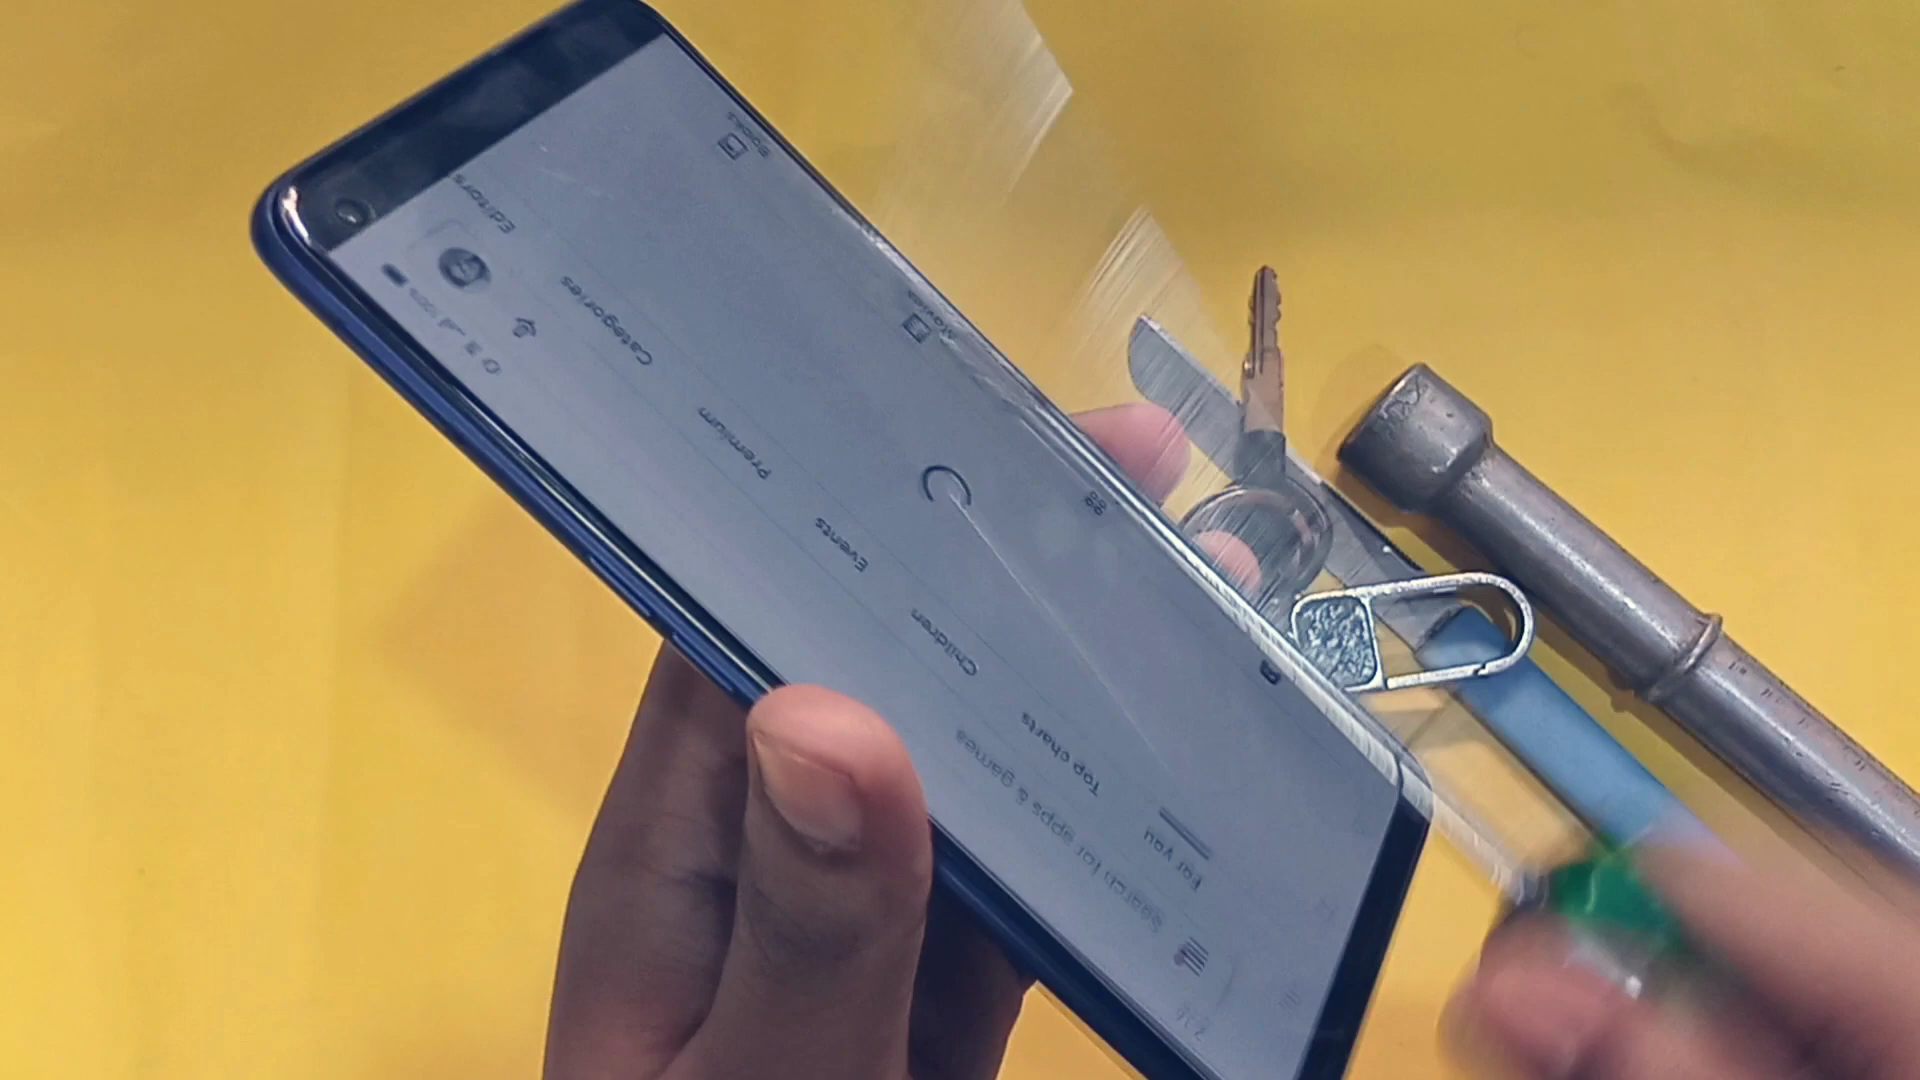 Search for apps & games
For you
Top charts
Children
Events
Premium
Categories
Editors
Movies
Books